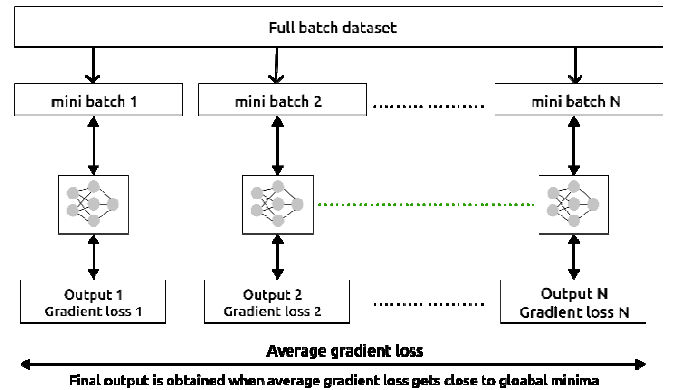 Full batch dataset
mini batch 1
mini batch 2
mini batch N
Output 1
Gradient loss 1
Output 2
Gradient loss 2
Output N
Gradient loss N
Average gradient loss
Final output is obtained when average gradient loss gets close to gloabal minima